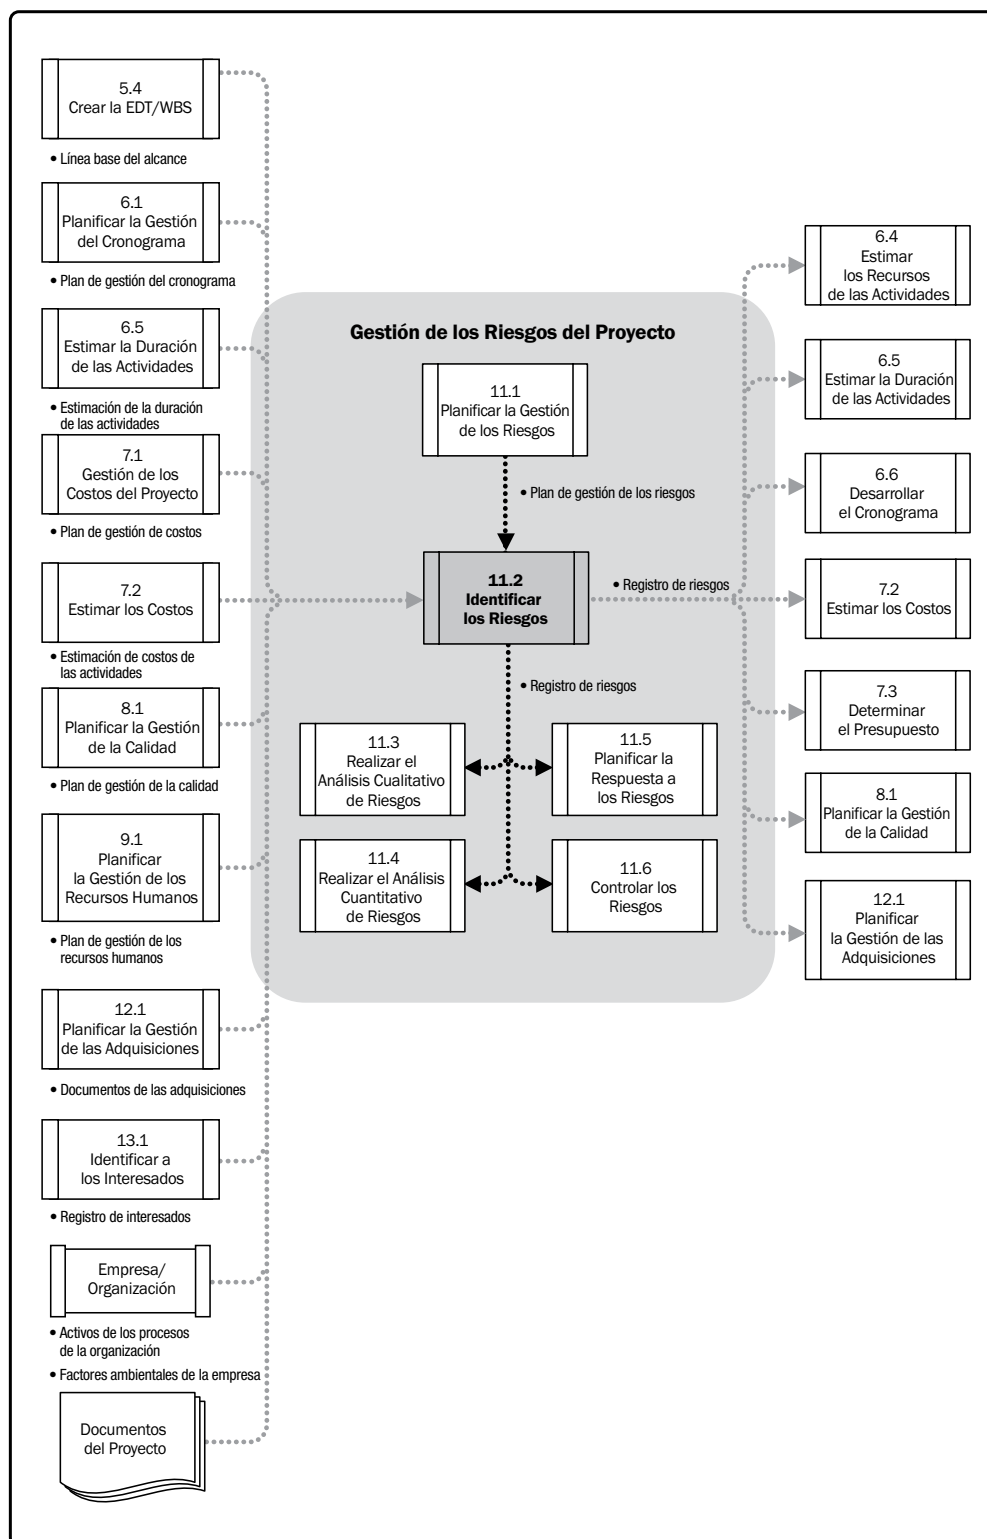 5.4
Crear la EDT/WBS
• Línea base del alcance
6.1
Planificar la Gestión
del Cronograma
• Plan de gestión del cronograma
6.5
Estimar la Duración
de las Actividades
• Estimación de la duración
de las actividades
7.1
Gestión de los
Costos del Proyecto
• Plan de gestión de costos
7.2
Estimar los Costos
• Estimación de costos de
las actividades
8.1
Planificar la Gestión
de la Calidad
• Plan de gestión de la calidad
9.1
Planificar
la Gestión de los
Recursos Humanos
• Plan de gestión de los
recursos humanos
12.1
Planificar la Gestión
de las Adquisiciones
• Documentos de las adquisiciones
13.1
Identificar a
los Interesados
• Registro de interesados
Empresa/
Organización
• Activos de los procesos
de la organización
• Factores ambientales de la empresa
Documentos
del Proyecto
Gestión de los Riesgos del Proyecto
11.1
Planificar la Gestión
de los Riesgos
• Plan de gestión de los riesgos
11.2
Identificar
los Riesgos
• Registro de riesgos
• Registro de riesgos
11.3
Realizar el
Análisis Cualitativo
de Riesgos
11.5
Planificar la
Respuesta a
los Riesgos
11.4
Realizar el Análisis
Cuantitativo
de Riesgos
11.6
Controlar los
Riesgos
6.4
Estimar
los Recursos
de las Actividades
6.5
Estimar la Duración
de las Actividades
6.6
Desarrollar
el Cronograma
7.2
Estimar los Costos
7.3
Determinar
el Presupuesto
8.1
Planificar la Gestión
de la Calidad
12.1
Planificar
la Gestión de las
Adquisiciones